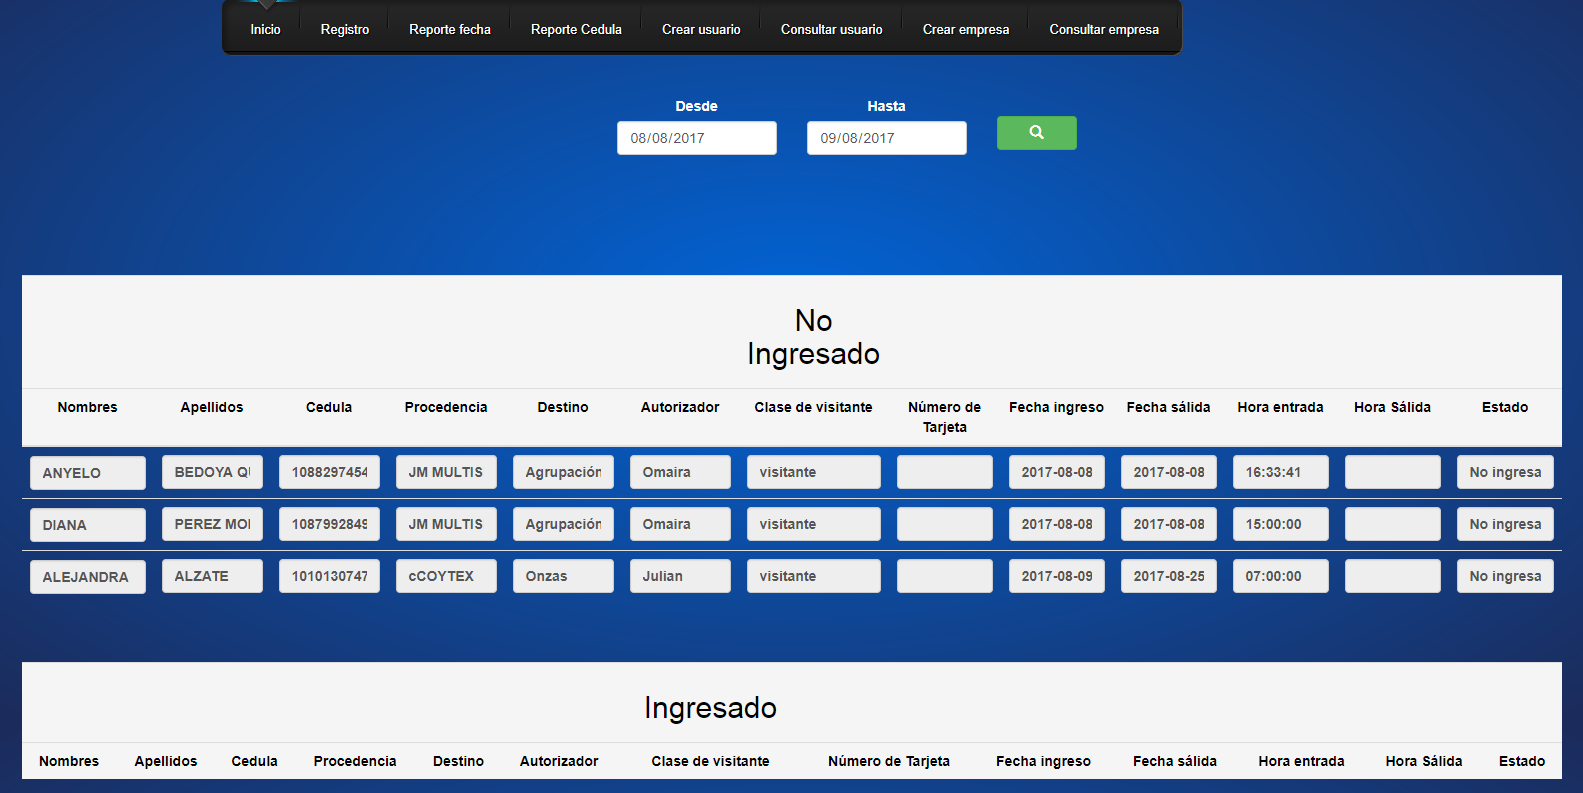 Inicio Registro Reporte fecha Reporte Cedula Crear usuario Consultar usuario Crear empresa Consultar empresa
Desde Hasta
08/08/2017 09/08/2017
No
Ingresado
Nombres Apellidos Cedula Procedencia Destino Autorizador Clase de visitante Número de Fecha ingreso Fecha sálida Hora entrada Hora Sálida Estado
Tarjeta
ANYELO BEDOYA QU 1088297454 JM MULTIS Agrupación Omaira visitante 2017-08-08 2017-08-08 16:33:41 No ingresa
DIANA PEREZ MO 1087992849 JM MULTIS Agrupación Omaira visitante 2017-08-08 2017-08-08 15:00:00 No ingresa
ALEJANDRA ALZATE 1010130747 cCOYTEX Onzas Julian visitante 2017-08-09 2017-08-25 07:00:00 No ingresa
Ingresado
Nombres Apellidos Cedula Procedencia Destino Autorizador Clase de visitante Número de Tarjeta Fecha ingreso Fecha sálida Hora entrada Hora Sálida Estado